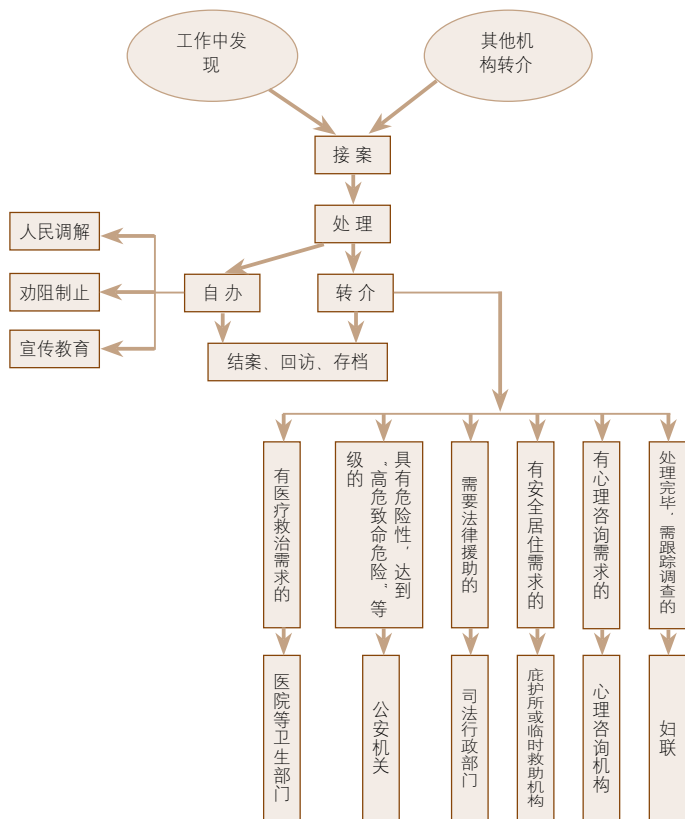 工作中发
现
其他机
构转介
接案
处理
人民调解
劝阻制止
宣传教育
自办
转介
结案、回访、存档
有医疗救治需求的
具有危险性，达到
“高危致命危险”等
级的
需要法律援助的
有安全居住需求的
有心理咨询需求的
处理完毕，需跟踪调查的
医院等卫生部门
公安机关
司法行政部门
庇护所或临时救助机构
心理咨询机构
妇联